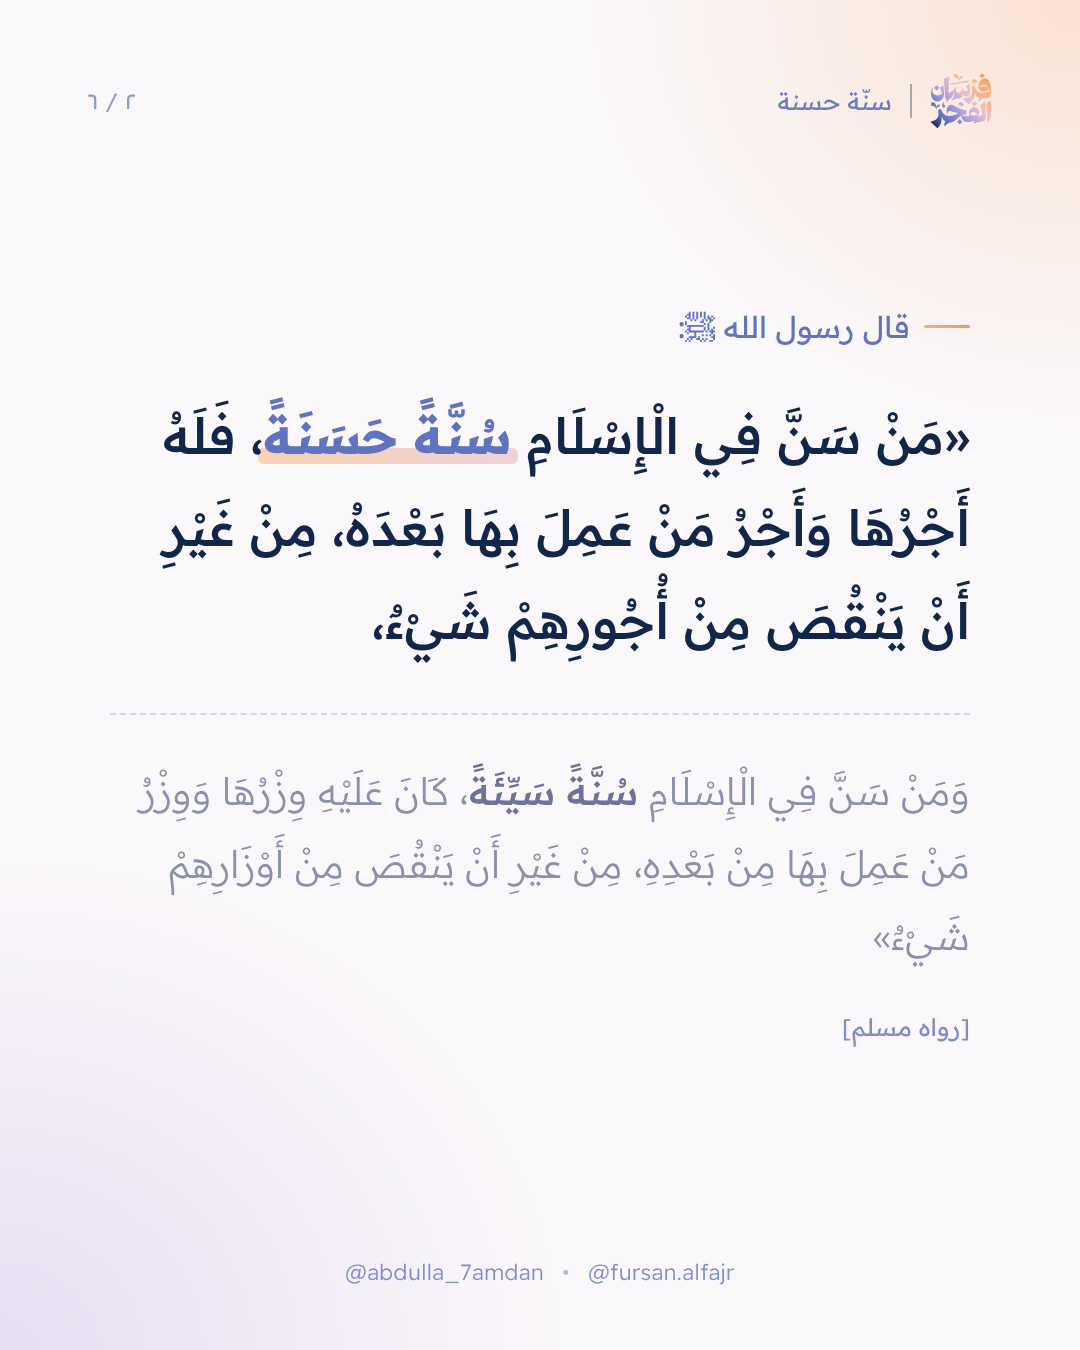 فرسان
الفجر
سنّة حسنة
٢ / ٦
قال رسول الله ﷺ:
«مَنْ سَنَّ فِي الْإِسْلَامِ سُنَّةً حَسَنَةً، فَلَهُ
أَجْرُهَا وَأَجْرُ مَنْ عَمِلَ بِهَا بَعْدَهُ، مِنْ غَيْرِ
أَنْ يَنْقُصَ مِنْ أُجُورِهِمْ شَيْءٌ،
وَمَنْ سَنَّ فِي الْإِسْلَامِ سُنَّةً سَيِّئَةً، كَانَ عَلَيْهِ وِزْرُهَا وَوِزْرُ
مَنْ عَمِلَ بِهَا مِنْ بَعْدِهِ، مِنْ غَيْرِ أَنْ يَنْقُصَ مِنْ أَوْزَارِهِمْ
شَيْءٌ»
[رواه مسلم]
@abdulla_7amdan • @fursan.alfajr